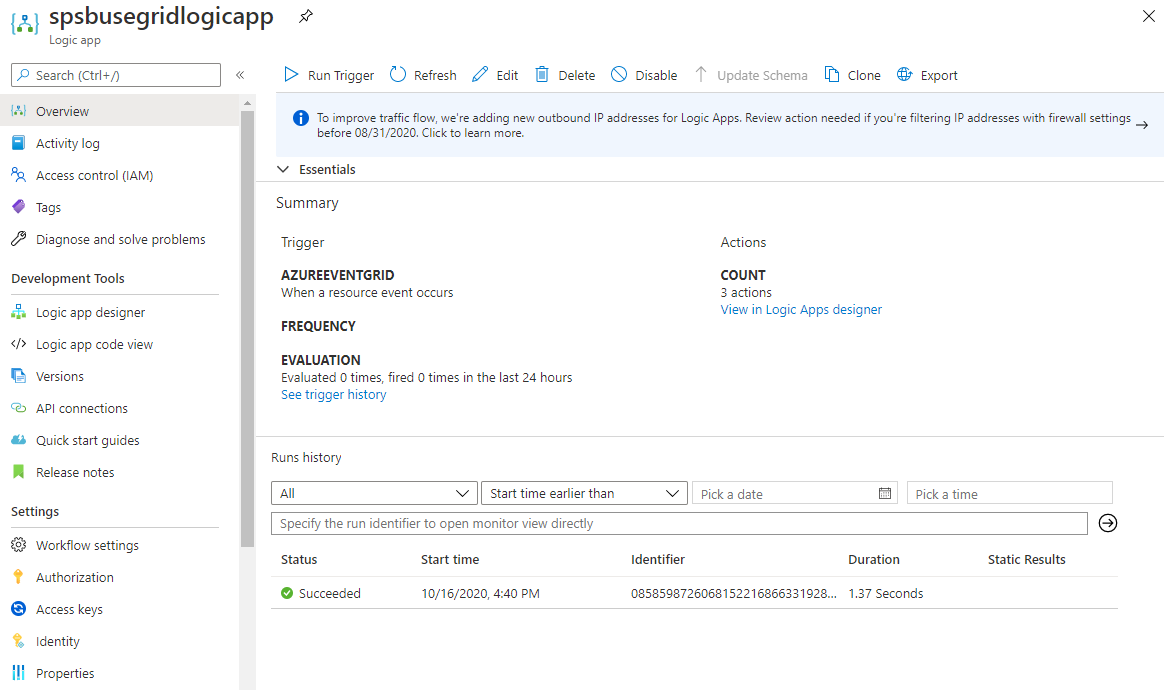 spsbusegridlogicapp
Logic app
Search (Ctrl+/)
«
Overview
Activity log
Access control (IAM)
Tags
Diagnose and solve problems
Development Tools
Logic app designer
Logic app code view
Versions
API connections
Quick start guides
Release notes
Settings
Workflow settings
Authorization
Access keys
Identity
Properties
Run Trigger Refresh Edit Delete Disable Update Schema Clone Export
To improve traffic flow, we're adding new outbound IP addresses for Logic Apps. Review action needed if you're filtering IP addresses with firewall settings
before 08/31/2020. Click to learn more.
Essentials
Summary
Trigger
AZUREEVENTGRID
When a resource event occurs
FREQUENCY
EVALUATION
Evaluated 0 times, fired 0 times in the last 24 hours
See trigger history
Actions
COUNT
3 actions
View in Logic Apps designer
Runs history
All Start time earlier than Pick a date Pick a time
Specify the run identifier to open monitor view directly
Status Start time Identifier Duration Static Results
Succeeded 10/16/2020, 4:40 PM 0858598726068152216866331928... 1.37 Seconds